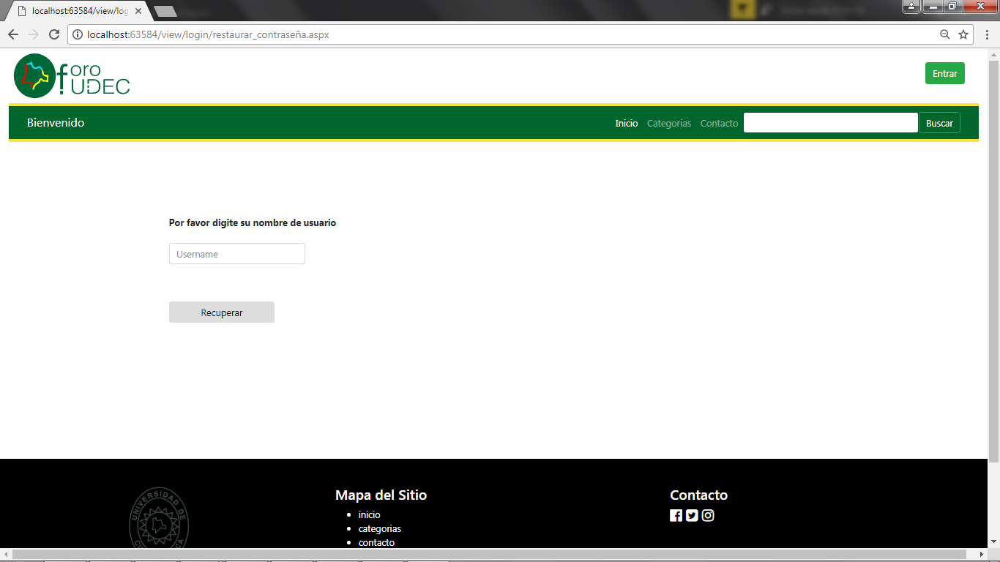 localhost:63584/view/log
localhost:63584/view/login/restaurar_contraseña.aspx
foro
UDEC
Entrar
Bienvenido
Inicio
Categorias
Contacto
Buscar
Por favor digite su nombre de usuario
Username
Recuperar
UNIVERSIDAD DE
Mapa del Sitio
inicio
categorias
contacto
Contacto